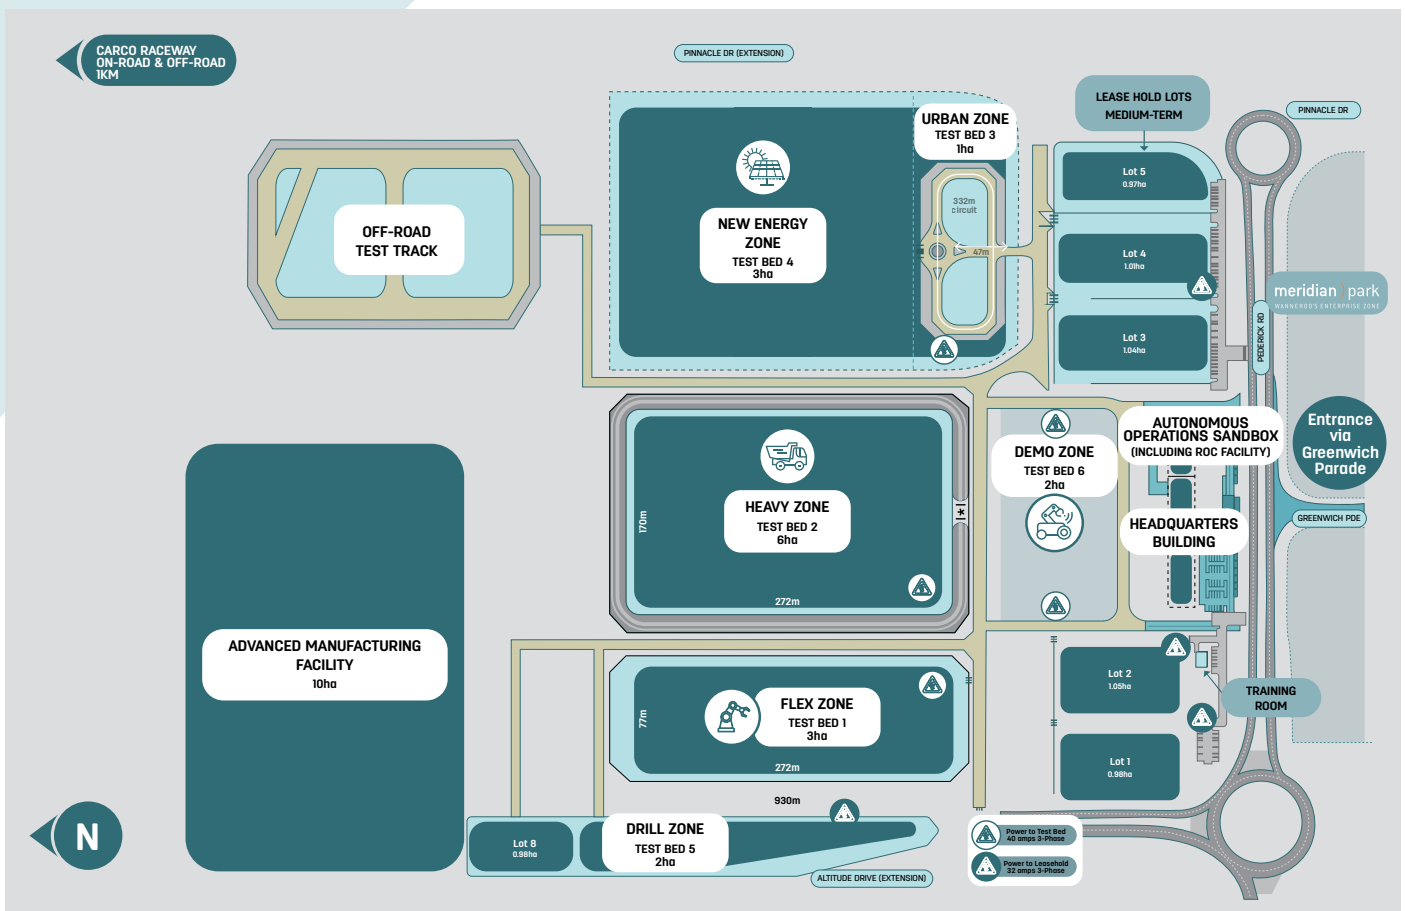 CARCO RACEWAY
ON-ROAD & OFF-ROAD
1KM
PINNACLE DR (EXTENSION)
LEASE HOLD LOTS
MEDIUM-TERM
PINNACLE DR
URBAN ZONE
TEST BED 3
1ha
332m
circuit
47m
NEW ENERGY
ZONE
TEST BED 4
3ha
OFF-ROAD
TEST TRACK
Lot 5
0.97ha
Lot 4
1.01ha
Lot 3
1.04ha
meridian park
WANNEROO'S ENTERPRISE ZONE
PEDERICK RD
Entrance
via
Greenwich
Parade
GREENWICH PDE
AUTONOMOUS
OPERATIONS SANDBOX
(INCLUDING ROC FACILITY)
HEADQUARTERS
BUILDING
DEMO ZONE
TEST BED 6
2ha
HEAVY ZONE
TEST BED 2
6ha
170m
272m
ADVANCED MANUFACTURING
FACILITY
10ha
FLEX ZONE
TEST BED 1
3ha
77m
272m
930m
Lot 2
1.05ha
TRAINING
ROOM
Lot 1
0.98ha
N
Lot 8
0.98ha
DRILL ZONE
TEST BED 5
2ha
ALTITUDE DRIVE (EXTENSION)
Power to Test Bed
40 amps 3-Phase
Power to Leasehold
32 amps 3-Phase